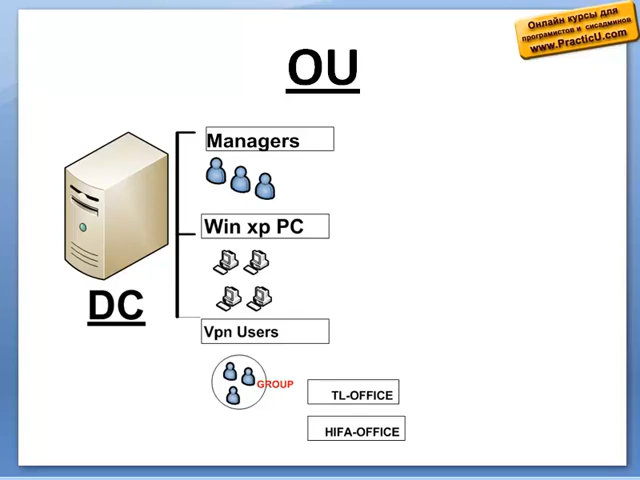 Онлайн курсы для
програмистов и сисадминов
www.PracticU.com
OU
Managers
Win xp PC
DC
Vpn Users
GROUP
TL-OFFICE
HIFA-OFFICE